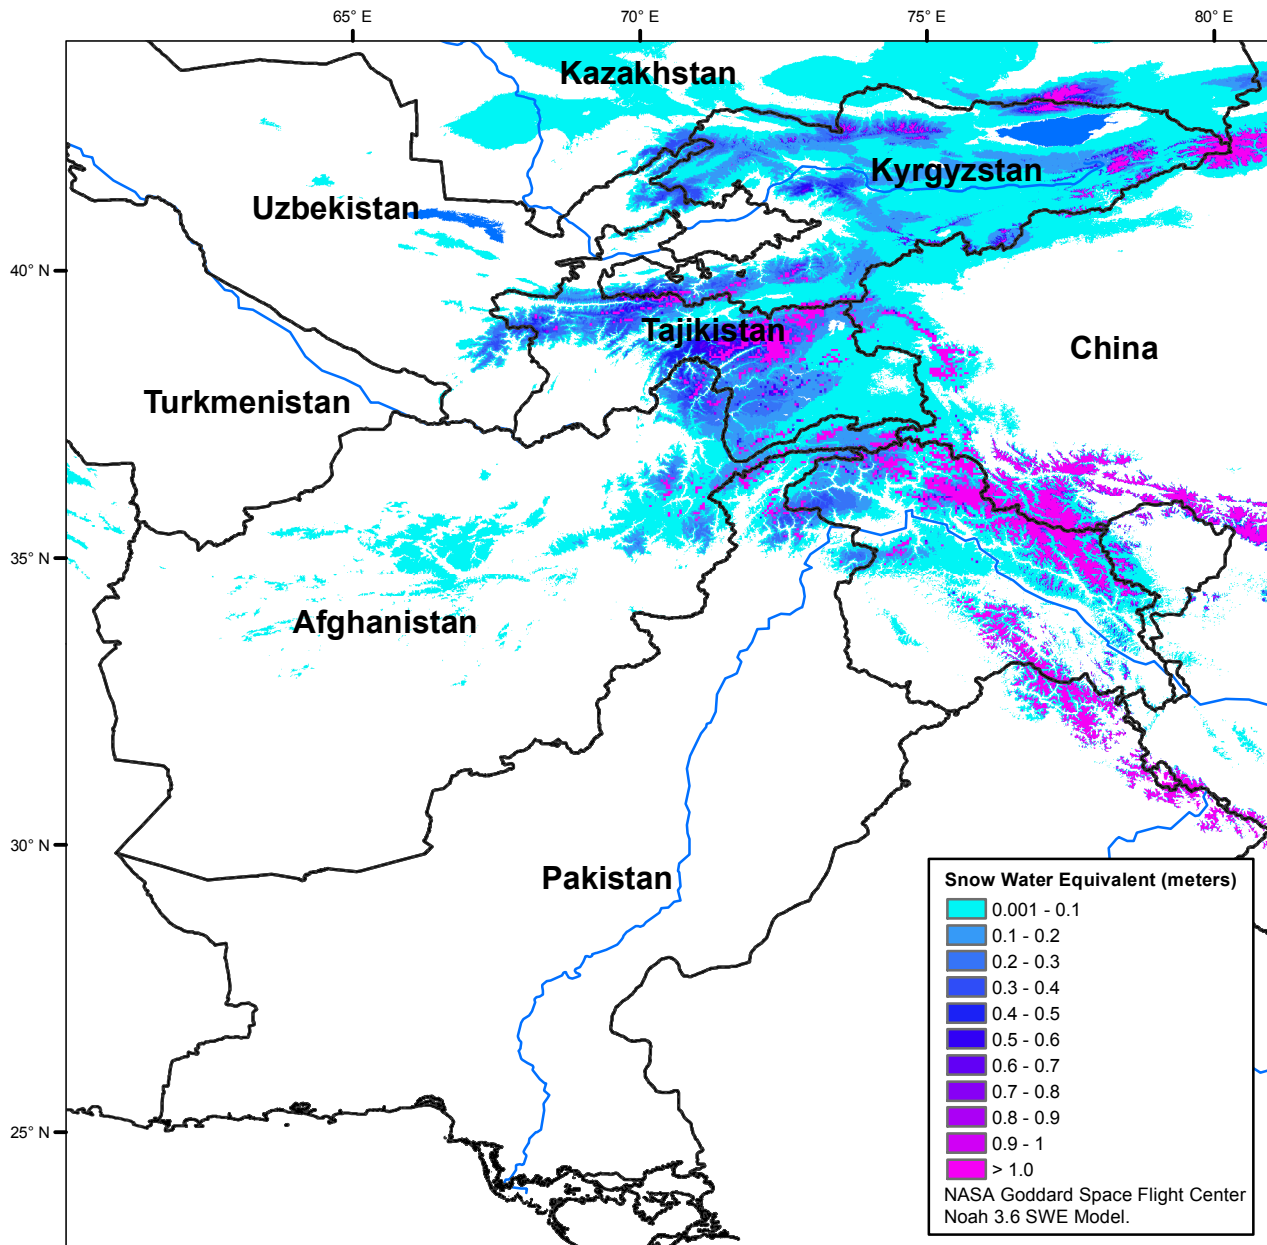 65° E
70° E
75° E
80° E
Kazakhstan
Kyrgyzstan
Uzbekistan
40° N
Tajikistan
China
Turkmenistan
35° N
Afghanistan
30° N
Pakistan
25° N
Snow Water Equivalent (meters)
0.001 - 0.1
0.1 - 0.2
0.2 - 0.3
0.3 - 0.4
0.4 - 0.5
0.5 - 0.6
0.6 - 0.7
0.7 - 0.8
0.8 - 0.9
0.9 - 1
> 1.0
NASA Goddard Space Flight Center
Noah 3.6 SWE Model.